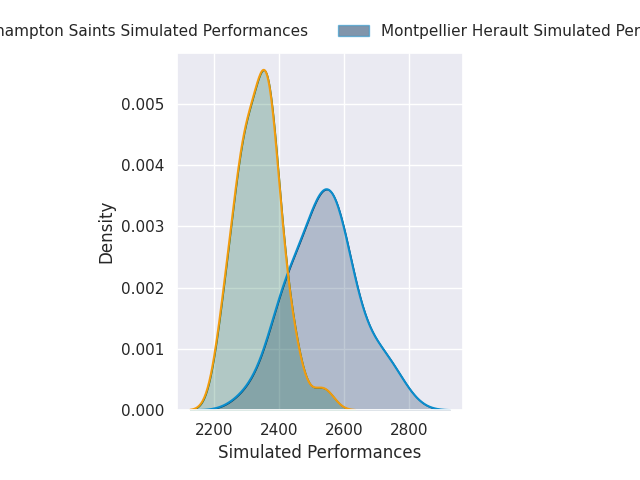 hampton Saints Simulated Performances
Montpellier Herault Simulated Per
0.005
0.004
0.003
0.002
0.001
0.000
Density
2200 2400 2600 2800
Simulated Performances